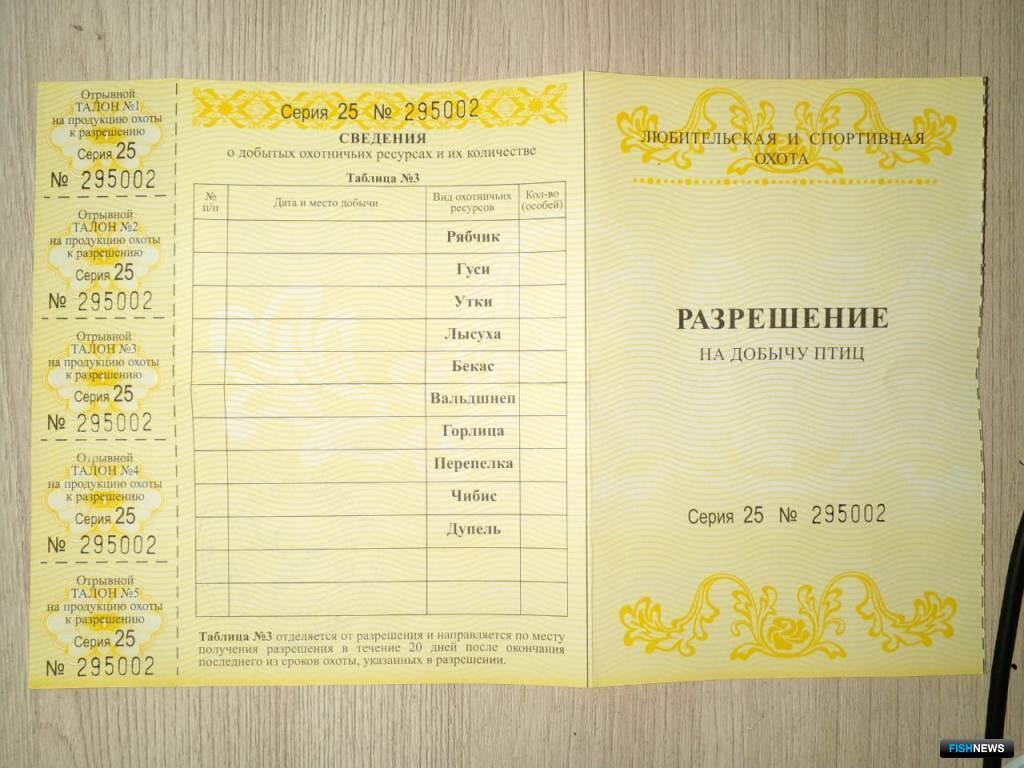 Отрывной
ТАЛОН №1
на продукцию охоты
к разрешению
Серия 25
№ 295002
Отрывной
ТАЛОН №2
на продукцию охоты
к разрешению
Серия 25
№ 295002
Отрывной
ТАЛОН №3
на продукцию охоты
к разрешению
Серия 25
№ 295002
Отрывной
ТАЛОН №4
на продукцию охоты
к разрешению
Серия 25
№ 295002
Отрывной
ТАЛОН №5
на продукцию охоты
к разрешению
Серия 25
№ 295002
Серия 25 № 295002
СВЕДЕНИЯ
о добытых охотничьих ресурсах и их количестве
Таблица №3
№ п/п Дата и место добычи Вид охотничьих ресурсов Кол-во (особей)
Рябчик
Гуси
Утки
Лысуха
Бекас
Вальдшнеп
Горлица
Перепелка
Чибис
Дупель
Таблица №3 отделяется от разрешения и направляется по месту
получения разрешения в течение 20 дней после окончания
последнего из сроков охоты, указанных в разрешении.
ЛЮБИТЕЛЬСКАЯ И СПОРТИВНАЯ
ОХОТА
РАЗРЕШЕНИЕ
НА ДОБЫЧУ ПТИЦ
Серия 25 № 295002
FISHNEWS